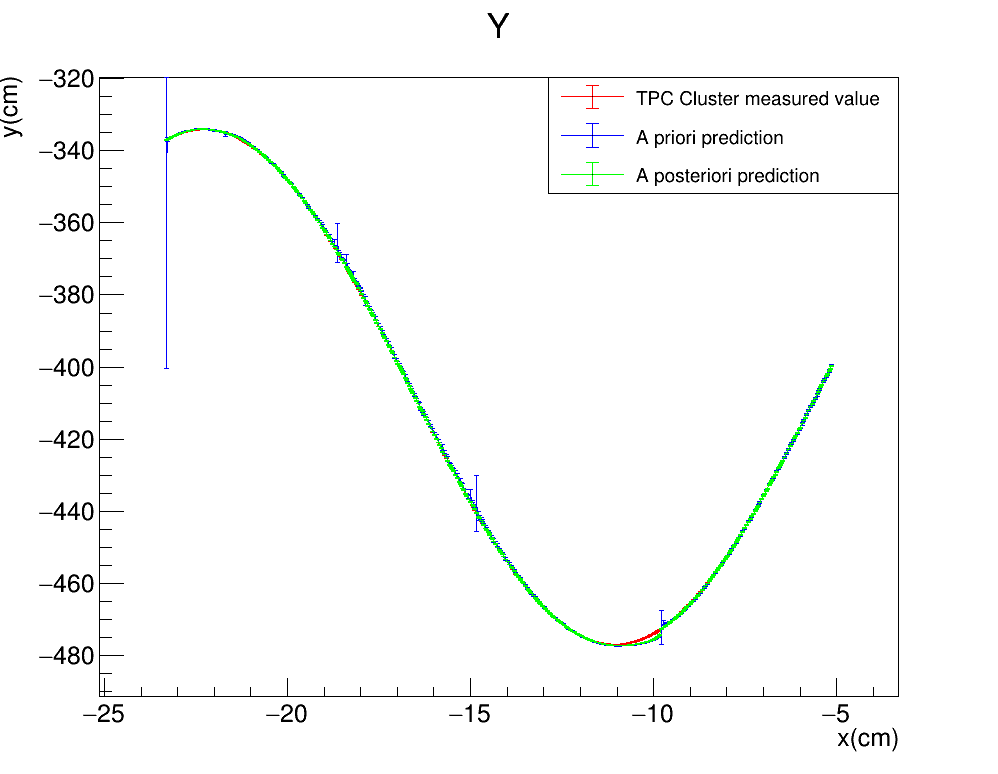 Y
y(cm)
−320
−340
−360
−380
−400
−420
−440
−460
−480
TPC Cluster measured value
A priori prediction
A posteriori prediction
−25 −20 −15 −10 −5
x(cm)